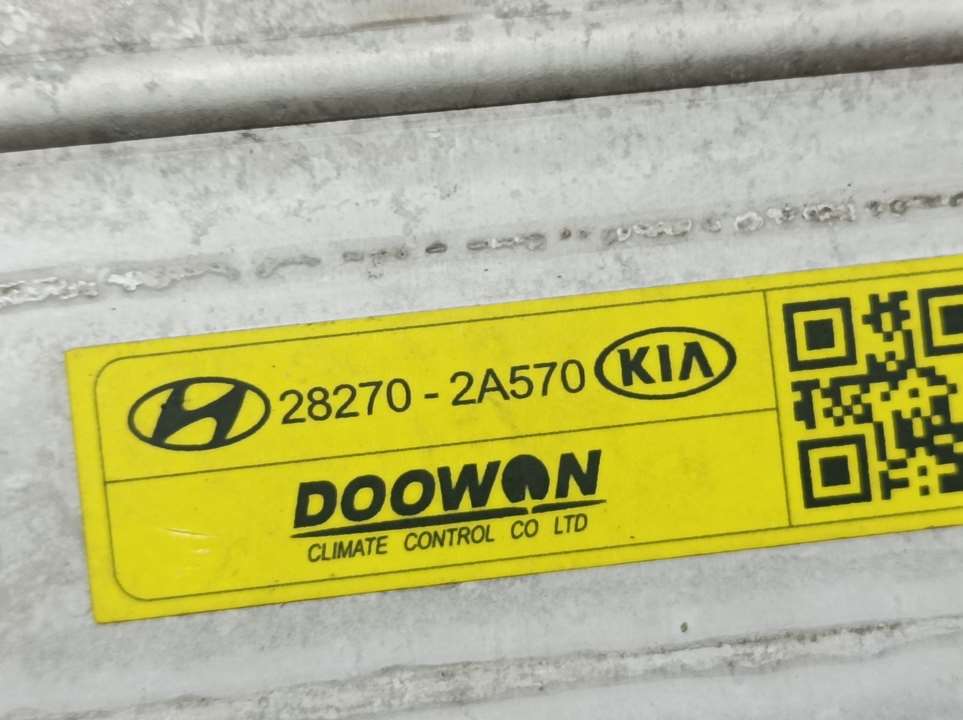 28270 - 2A570 KIA
DOOWON
CLIMATE CONTROL CO LTD